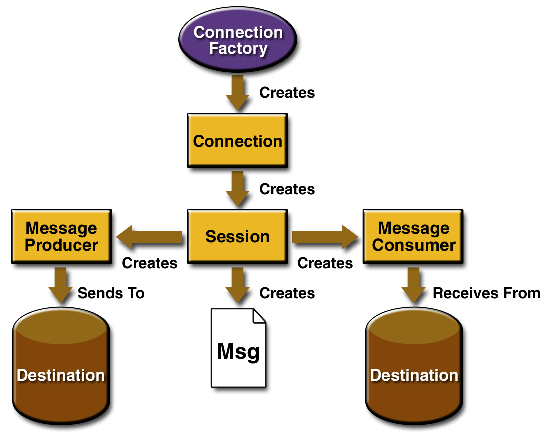 Connection
Factory
Creates
Connection
Creates
Message
Producer
Session
Message
Consumer
Creates
Creates
Sends To
Creates
Receives From
Destination
Msg
Destination